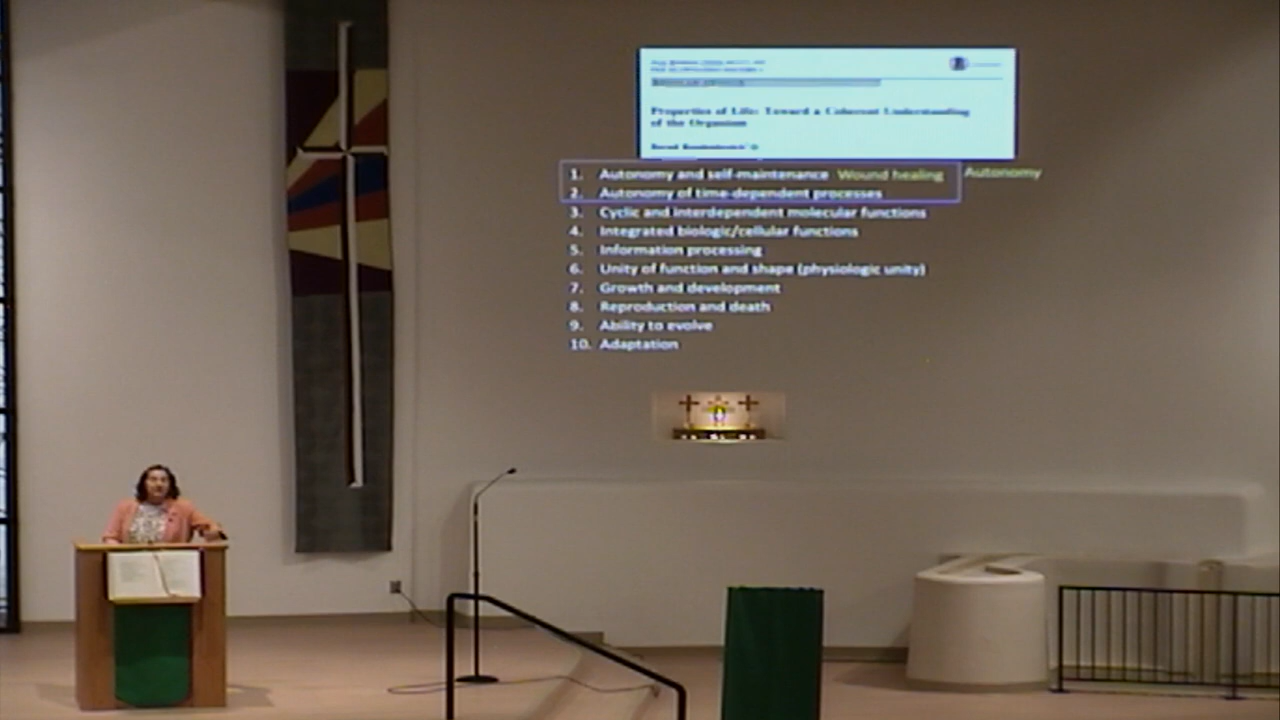 Properties of Life: Toward a Coherent Understanding
of the Organism
1. Autonomy and self-maintenance Wound healing Autonomy
2. Autonomy of time-dependent processes
3. Cyclic and interdependent molecular functions
4. Integrated biologic/cellular functions
5. Information processing
6. Unity of function and shape (physiologic unity)
7. Growth and development
8. Reproduction and death
9. Ability to evolve
10. Adaptation